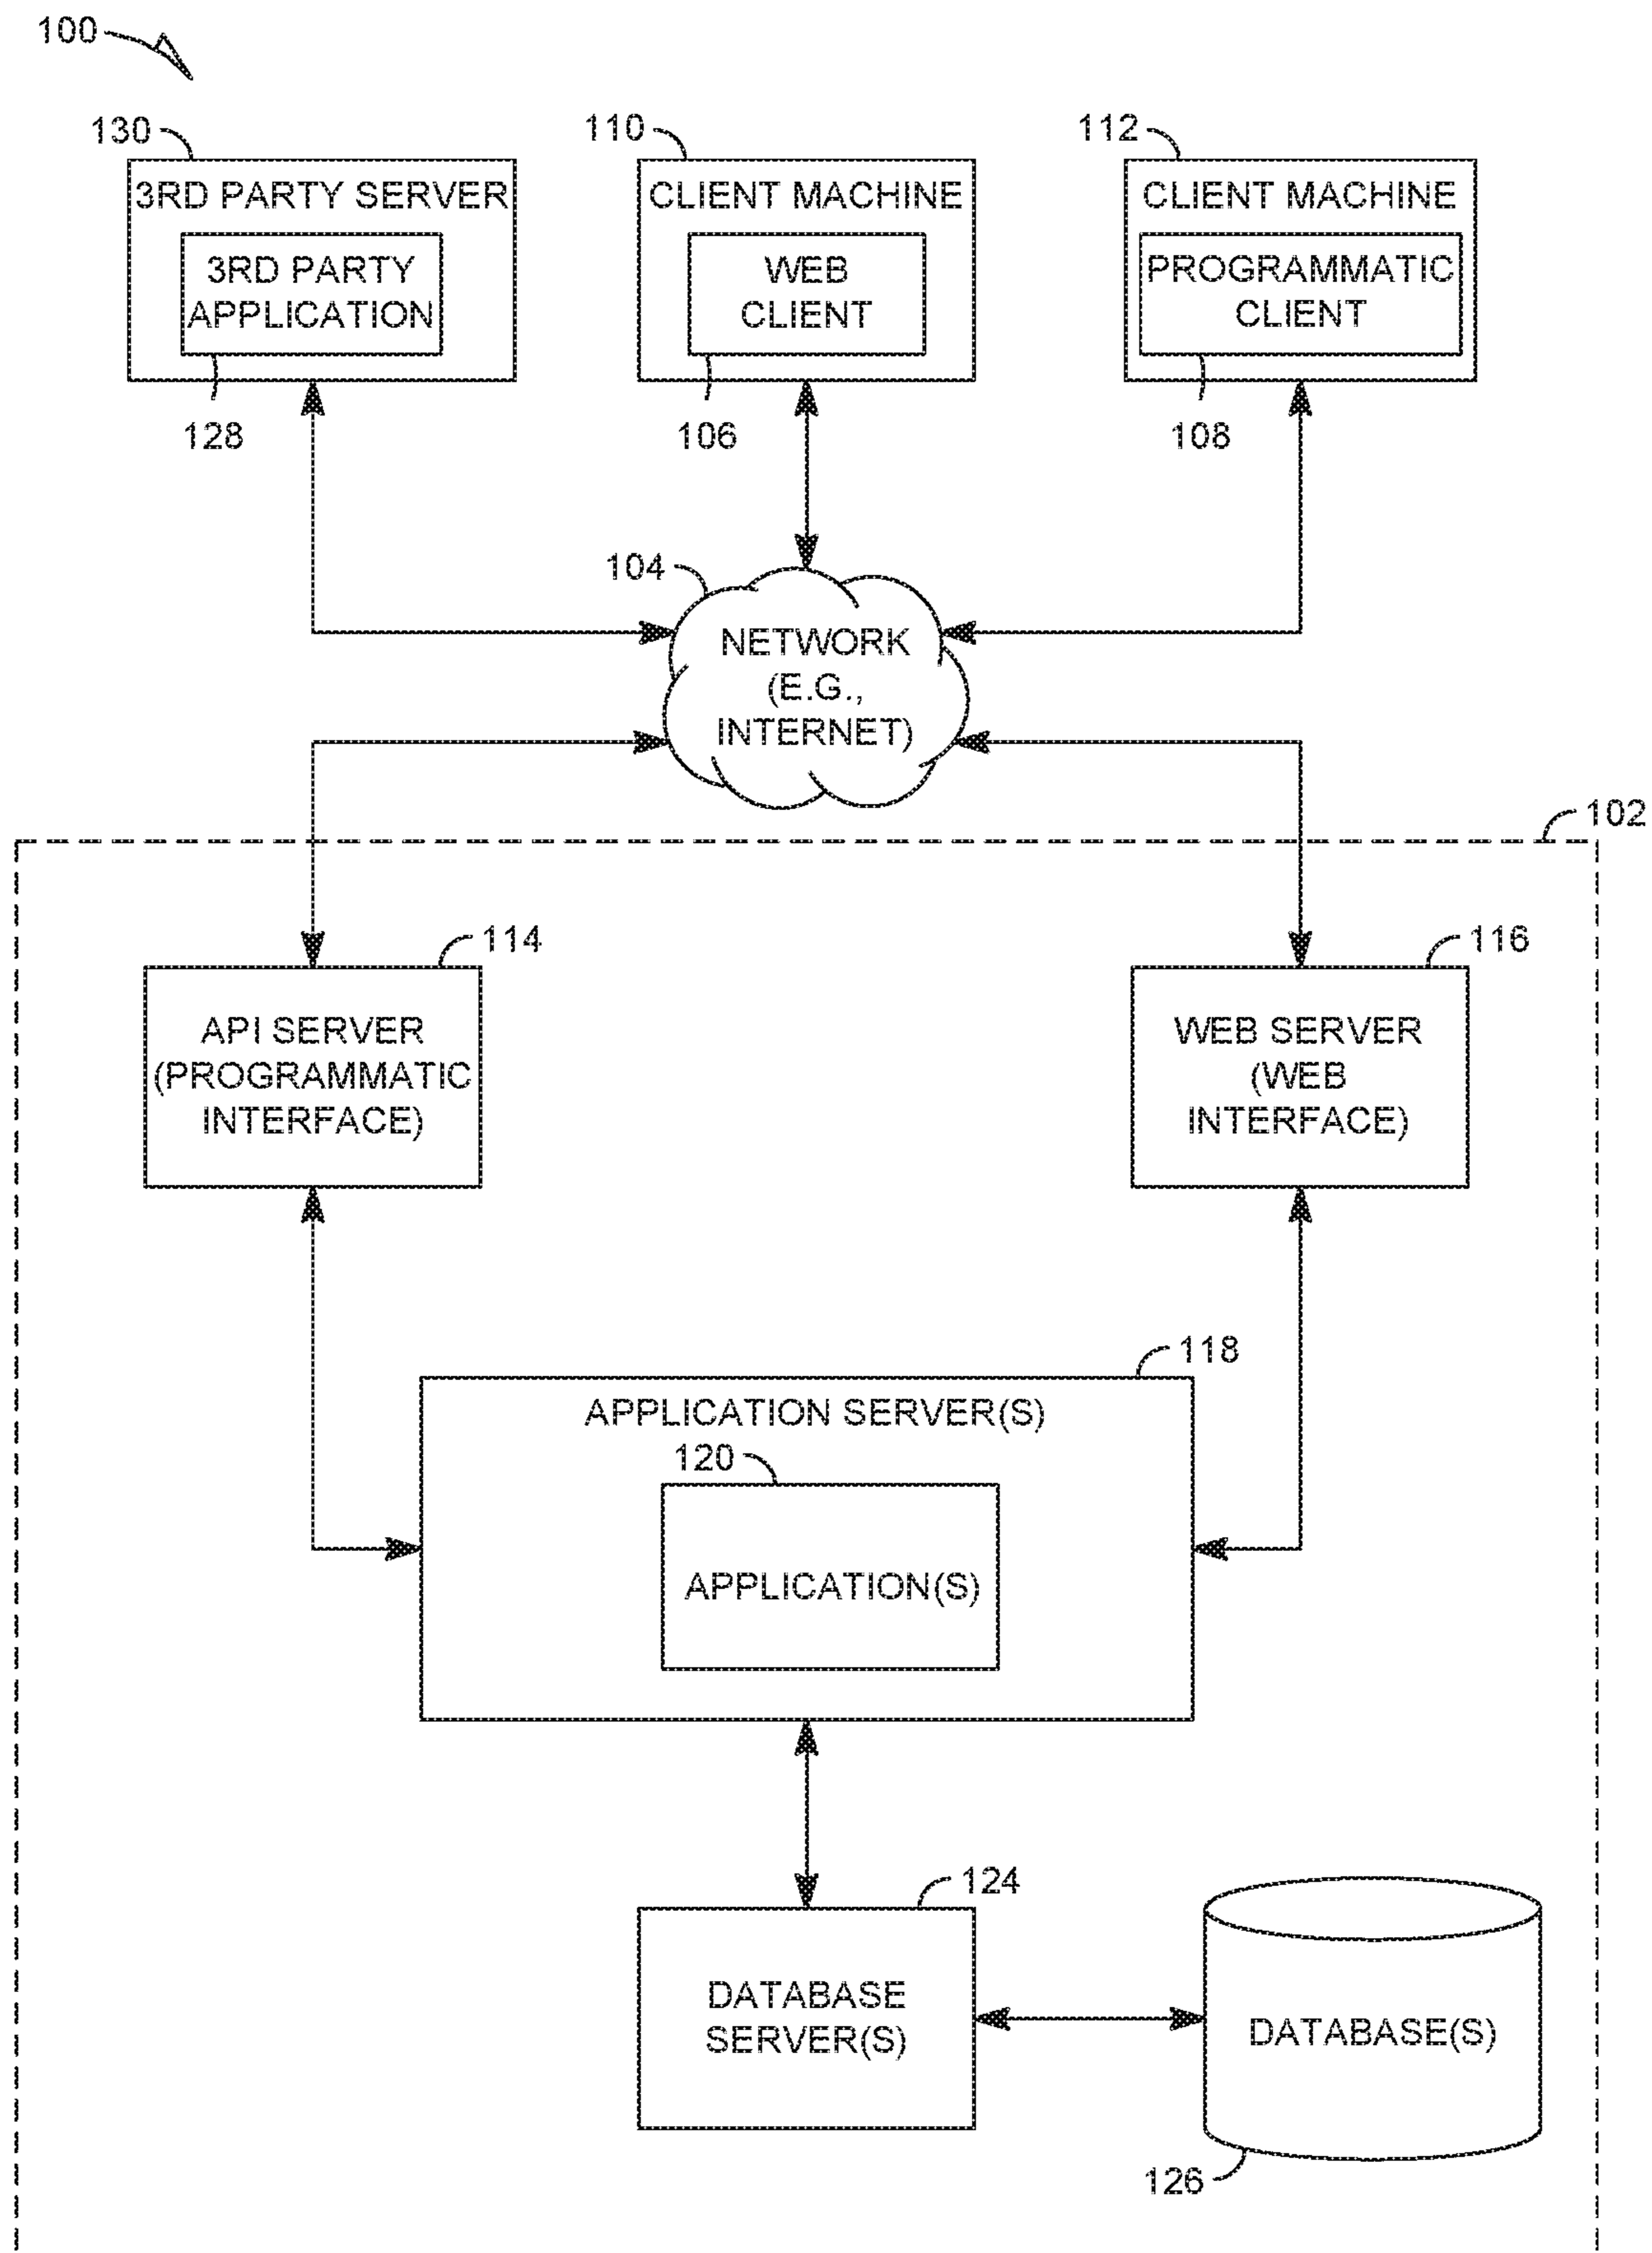 100
130
110
112
3RD PARTY SERVER
3RD PARTY
APPLICATION
CLIENT MACHINE
WEB
CLIENT
CLIENT MACHINE
PROGRAMMATIC
CLIENT
128
106
108
104
NETWORK
(E.G.,
INTERNET)
102
114
116
API SERVER
(PROGRAMMATIC
INTERFACE)
WEB SERVER
(WEB
INTERFACE)
118
APPLICATION SERVER(S)
120
APPLICATION(S)
124
DATABASE
SERVER(S)
DATABASE(S)
126